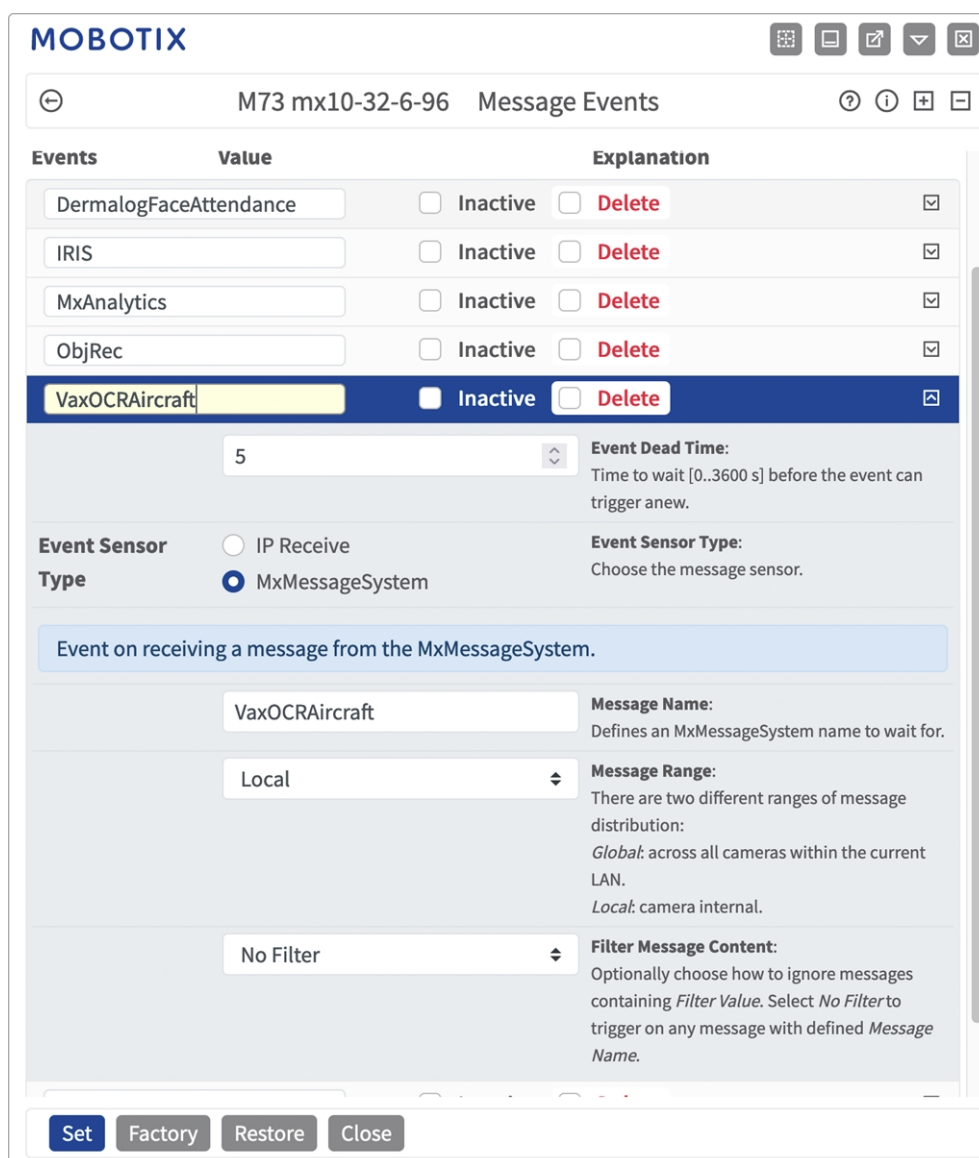 MOBOTIX
M73 mx10-32-6-96 Message Events
Events Value Explanation
DermalogFaceAttendance Inactive Delete
IRIS Inactive Delete
MxAnalytics Inactive Delete
ObjRec Inactive Delete
VaxOCRAircraft Inactive Delete
5
Event Dead Time:
Time to wait [0..3600 s] before the event can
trigger anew.
Event Sensor
Type
IP Receive
MxMessageSystem
Event Sensor Type:
Choose the message sensor.
Event on receiving a message from the MxMessageSystem.
VaxOCRAircraft
Message Name:
Defines an MxMessageSystem name to wait for.
Local
Message Range:
There are two different ranges of message
distribution:
Global: across all cameras within the current
LAN.
Local: camera internal.
No Filter
Filter Message Content:
Optionally choose how to ignore messages
containing Filter Value. Select No Filter to
trigger on any message with defined Message
Name.
Set Factory Restore Close